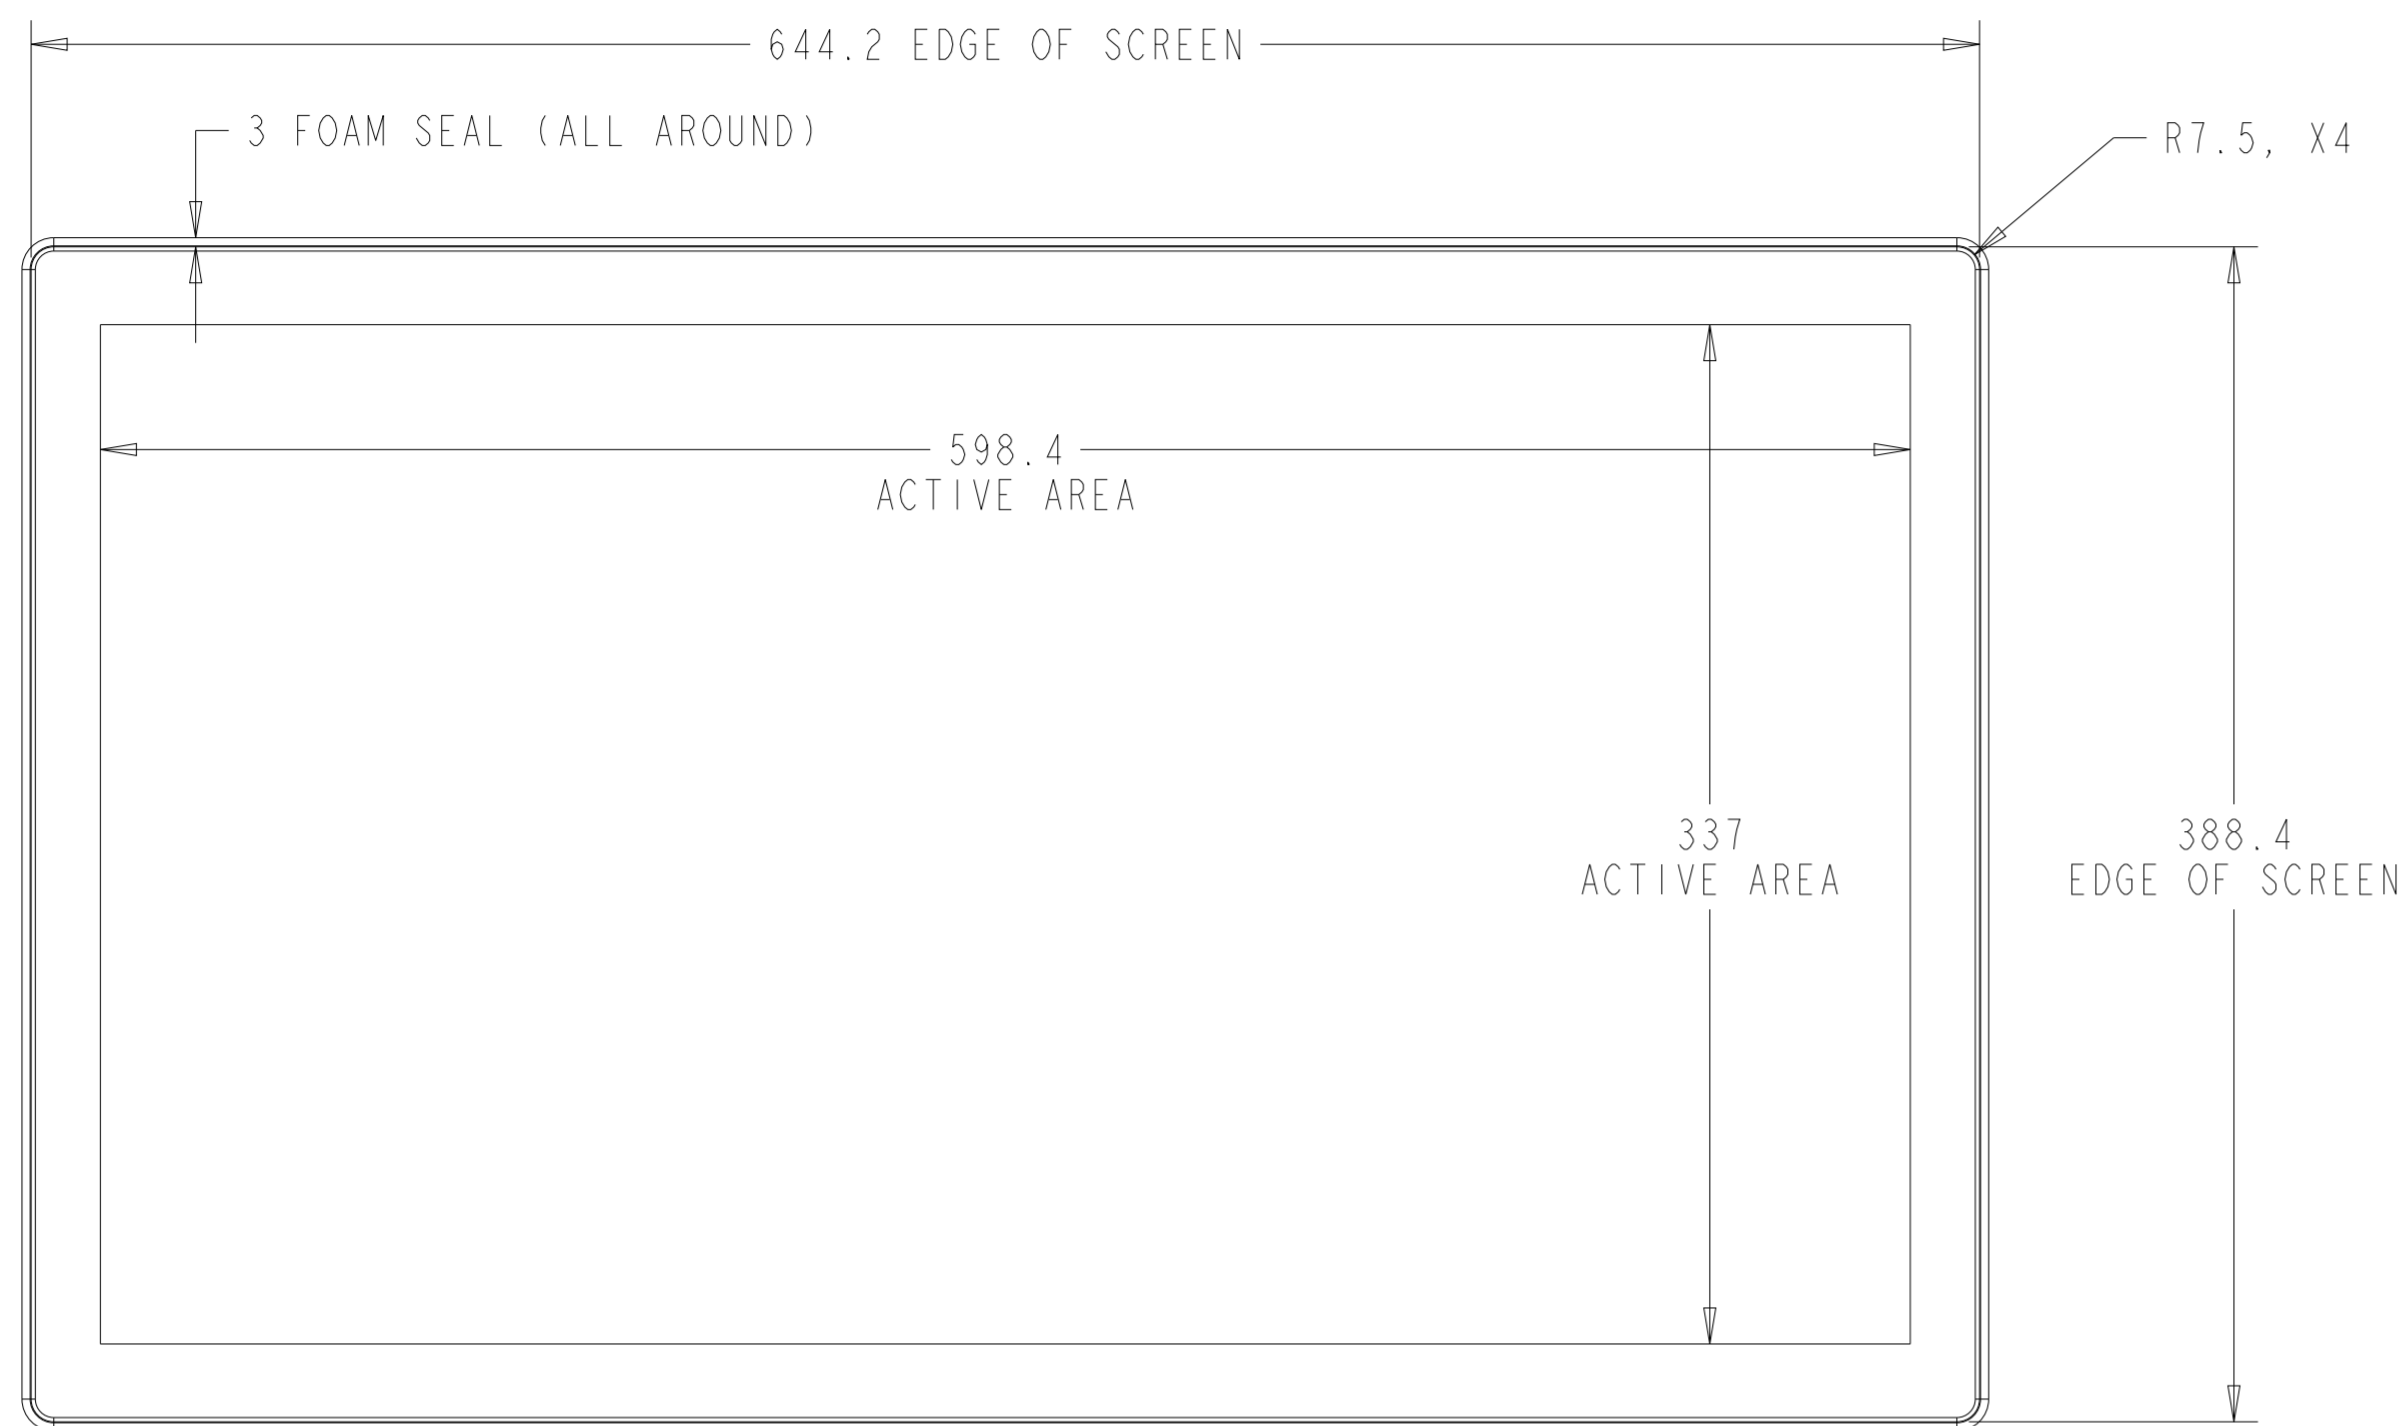 644.2 EDGE OF SCREEN
3 FOAM SEAL (ALL AROUND)
R7.5, X4
598.4
ACTIVE AREA
337
ACTIVE AREA
388.4
EDGE OF SCREEN